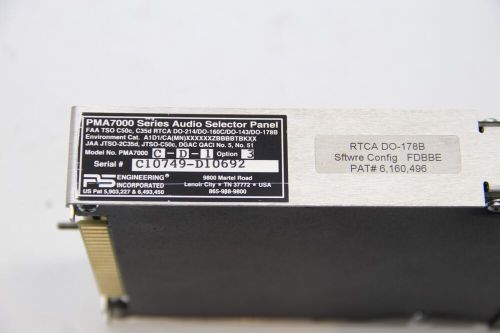 PMA7000 Series Audio Selector Panel
FAA TSO C50c, C35d RTCA DO-214/DO-160C/DO-143/DO-178B
Environment Cat. A1D1/CA(MN)XXXXXXZBBBBTBKXX
JAA JTSO-2C35d, JTSO-C50c, DGAC QACI No. 5, No. 51
Model No. PMA7000 C-D-1 Option 3
Serial # C10749-D10692
PS ENGINEERING INCORPORATED
9800 Martel Road
Lenoir City • TN 37772 • USA
865-988-9800
US Pat 5,903,227 & 6,493,450
RTCA DO-178B
Sftwre Config FDBBE
PAT# 6,160,496